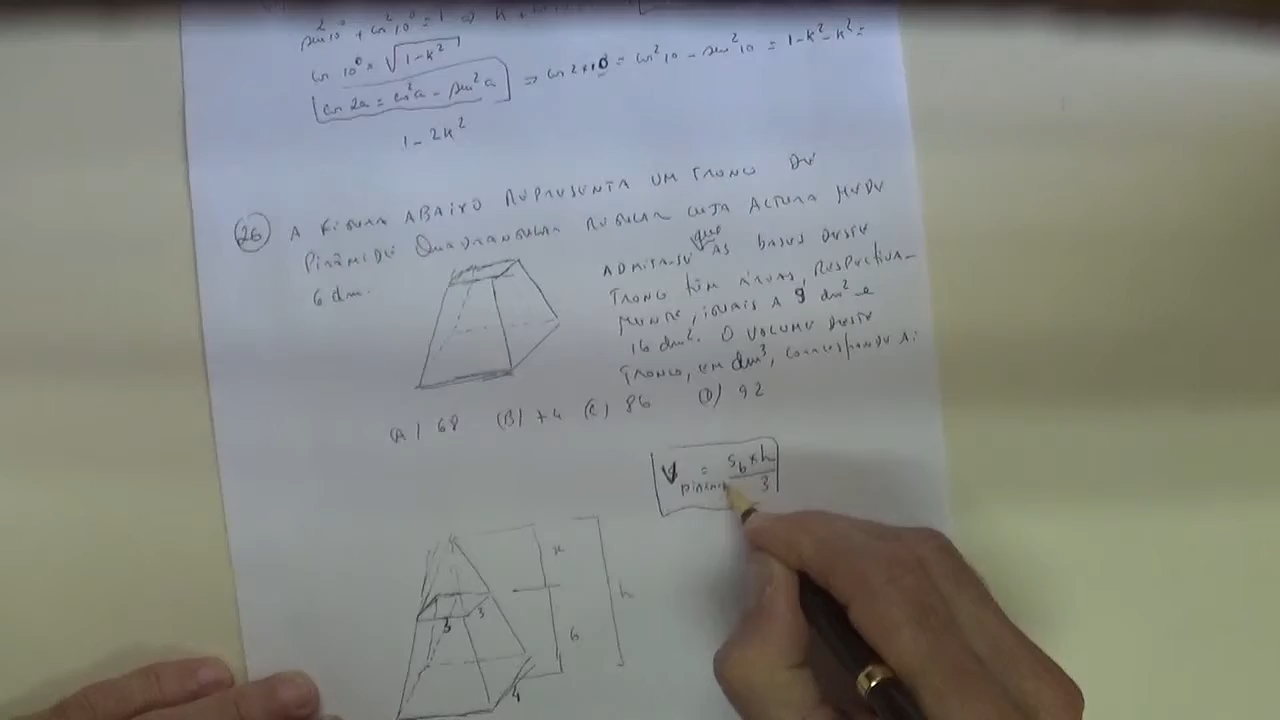 sen²10° + cos²10° = 1 ⇒ k +
cos 10° = √1-k²
cos 2a = cos²a - sen²a ⇒ cos 2×10 = cos²10 - sen²10 = 1-k²-k² =
1-2k²
26 A FIGURA ABAIXO REPRESENTA UM TRONCO DE
PIRÂMIDE QUADRANGULAR REGULAR CUJA ALTURA MEDE
6 dm.
ADMITA-SE que AS BASES DESSE
TRONCO TÊM ÁREAS, RESPECTIVA-
MENTE, IGUAIS A 9 dm² e
16 dm². O VOLUME DESSE
TRONCO, EM dm³, CORRESPONDE A:
(A) 68 (B) 74 (C) 86 (D) 92
V = Sb × h
3
x
h
3
3
6
4